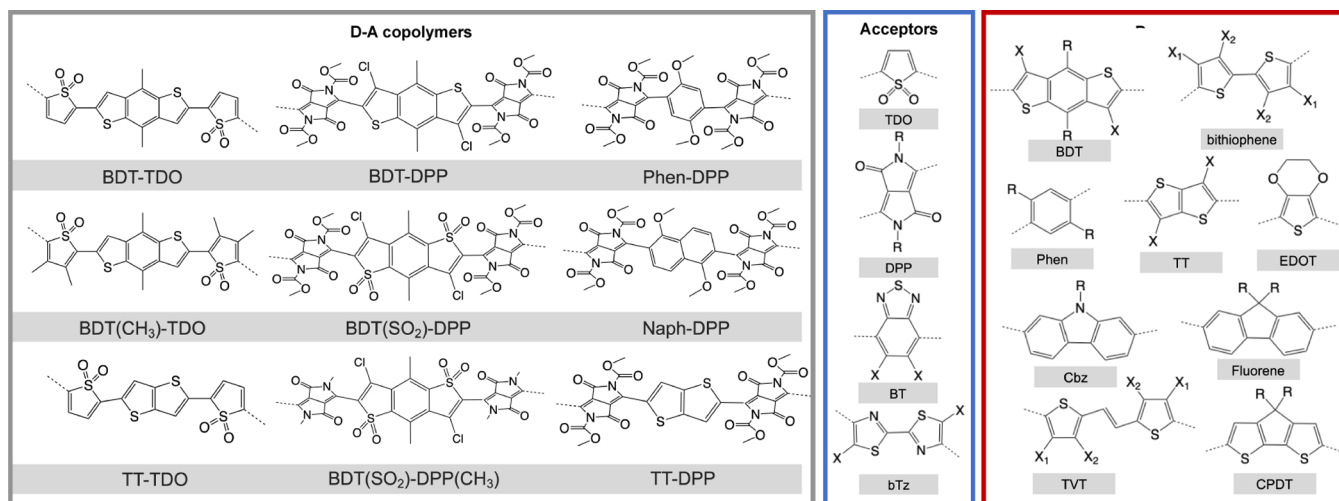 D-A copolymers
BDT-TDO
BDT-DPP
Phen-DPP
BDT(CH₃)-TDO
BDT(SO₂)-DPP
Naph-DPP
TT-TDO
BDT(SO₂)-DPP(CH₃)
TT-DPP
Acceptors
TDO
DPP
BT
bTz
BDT
bithiophene
Phen
TT
EDOT
Cbz
Fluorene
TVT
CPDT